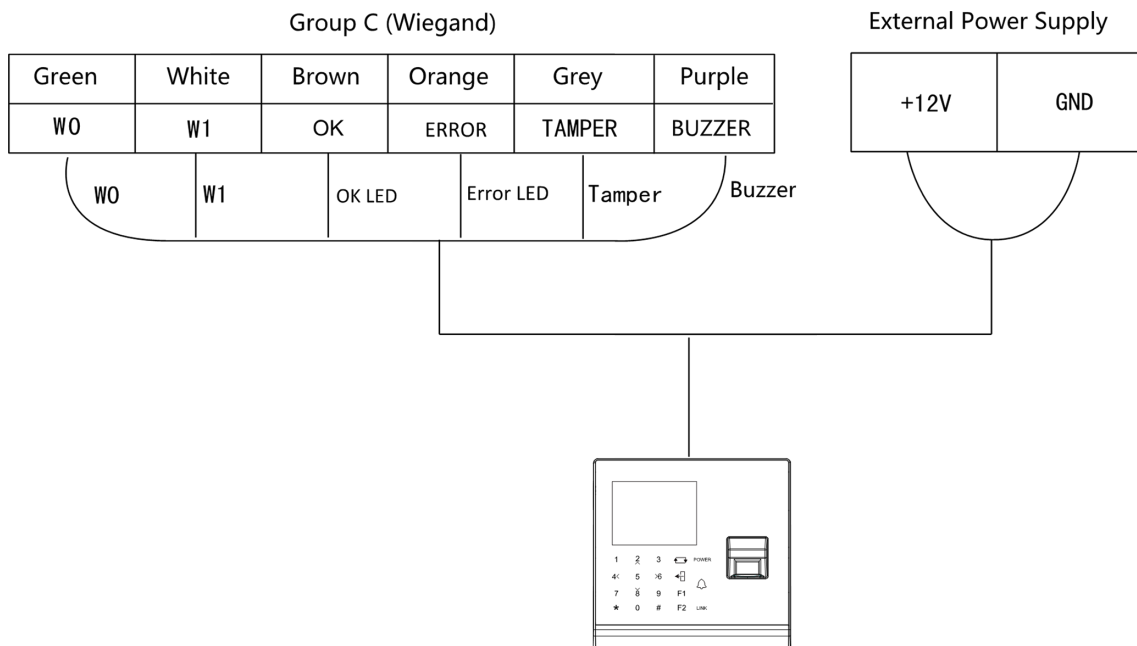 Group C (Wiegand) External Power Supply
Green White Brown Orange Grey Purple
W0 W1 OK ERROR TAMPER BUZZER
+12V GND
W0 W1 OK LED Error LED Tamper Buzzer
1 2 3 POWER
4 5 6
7 8 9 F1
* 0 # F2 LINK